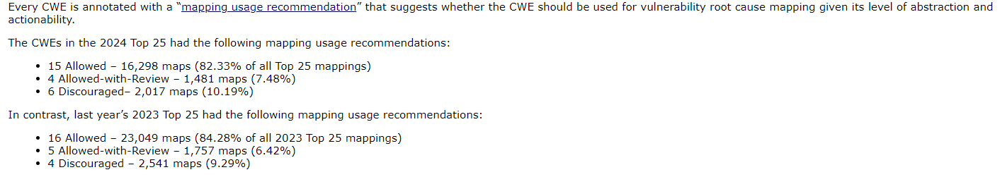 Every CWE is annotated with a “mapping usage recommendation” that suggests whether the CWE should be used for vulnerability root cause mapping given its level of abstraction and
actionability.
The CWEs in the 2024 Top 25 had the following mapping usage recommendations:
• 15 Allowed – 16,298 maps (82.33% of all Top 25 mappings)
• 4 Allowed-with-Review – 1,481 maps (7.48%)
• 6 Discouraged– 2,017 maps (10.19%)
In contrast, last year’s 2023 Top 25 had the following mapping usage recommendations:
• 16 Allowed – 23,049 maps (84.28% of all 2023 Top 25 mappings)
• 5 Allowed-with-Review – 1,757 maps (6.42%)
• 4 Discouraged – 2,541 maps (9.29%)